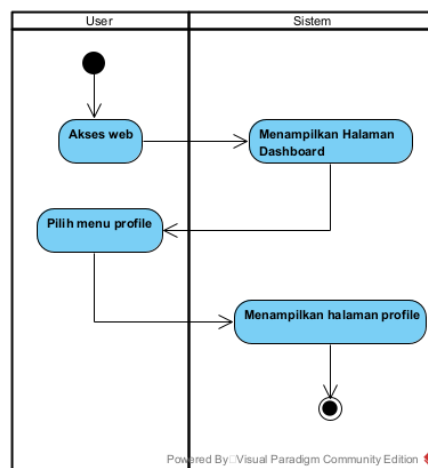 User
Sistem
Akses web
Menampilkan Halaman
Dashboard
Pilih menu profile
Menampilkan halaman profile
Powered By Visual Paradigm Community Edition